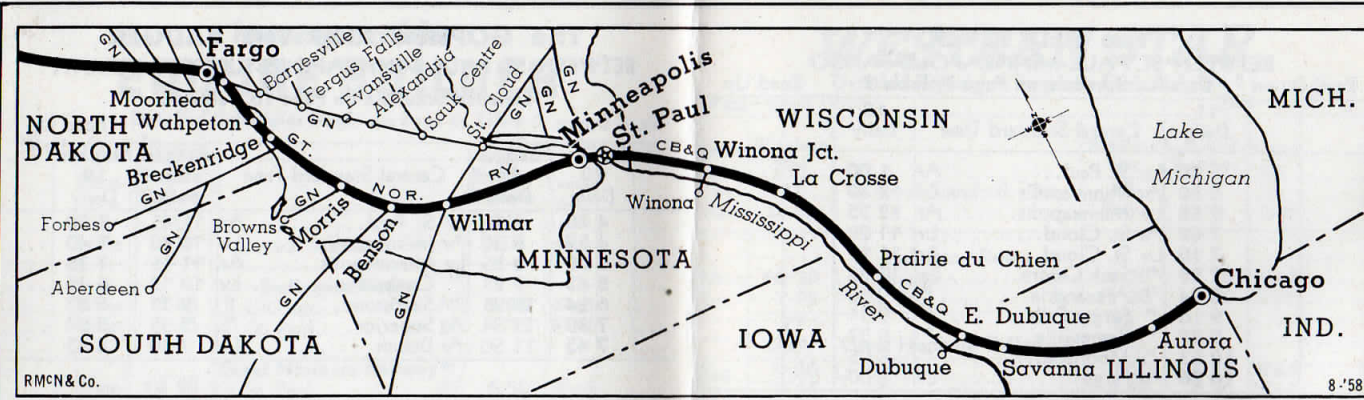 GN
Fargo
Moorhead
Wahpeton
Breckenridge
NORTH
DAKOTA
Barnesville
Fergus Falls
Evansville
Alexandria
Sauk Centre
St. Cloud
GN
GN
GN
Minneapolis
St. Paul
GT. NOR. RY.
GN
GN
GN
Forbes
Aberdeen
Browns
Valley
Morris
Benson
Willmar
GN
GN
SOUTH DAKOTA
MINNESOTA
CB&Q
Winona Jct.
Winona
La Crosse
WISCONSIN
Mississippi
River
Prairie du Chien
CB&Q
E. Dubuque
Dubuque
IOWA
Savanna
ILLINOIS
Aurora
Chicago
Lake
Michigan
MICH.
IND.
RMcN & Co.
8-'58